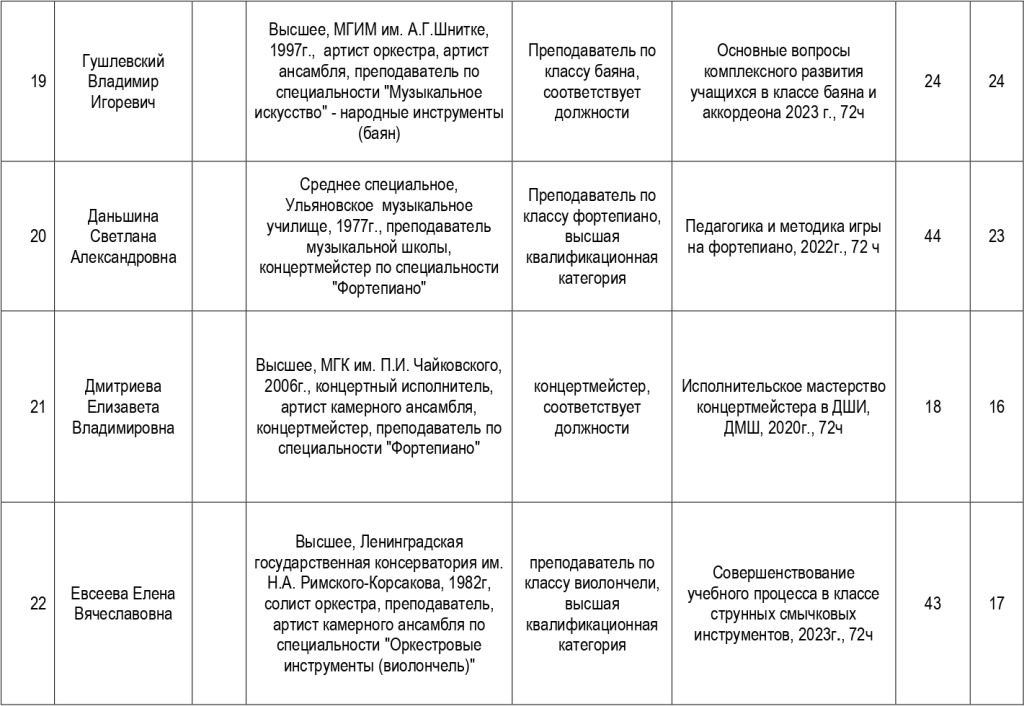 19
Гушлевский
Владимир
Игоревич
Высшее, МГИМ им. А.Г.Шнитке,
1997г.,  артист оркестра, артист
ансамбля, преподаватель по
специальности "Музыкальное
искусство" - народные инструменты
(баян)
Преподаватель по
классу баяна,
соответствует
должности
Основные вопросы
комплексного развития
учащихся в классе баяна и
аккордеона 2023 г., 72ч
24
24
20
Даньшина
Светлана
Александровна
Среднее специальное,
Ульяновское  музыкальное
училище, 1977г., преподаватель
музыкальной школы,
концертмейстер по специальности
"Фортепиано"
Преподаватель по
классу фортепиано,
высшая
квалификационная
категория
Педагогика и методика игры
на фортепиано, 2022г., 72 ч
44
23
21
Дмитриева
Елизавета
Владимировна
Высшее, МГК им. П.И. Чайковского,
2006г., концертный исполнитель,
артист камерного ансамбля,
концертмейстер, преподаватель по
специальности "Фортепиано"
концертмейстер,
соответствует
должности
Исполнительское мастерство
концертмейстера в ДШИ,
ДМШ, 2020г., 72ч
18
16
22
Евсеева Елена
Вячеславовна
Высшее, Ленинградская
государственная консерватория им.
Н.А. Римского-Корсакова, 1982г,
солист оркестра, преподаватель,
артист камерного ансамбля по
специальности "Оркестровые
инструменты (виолончель)"
преподаватель по
классу виолончели,
высшая
квалификационная
категория
Совершенствование
учебного процесса в классе
струнных смычковых
инструментов, 2023г., 72ч
43
17